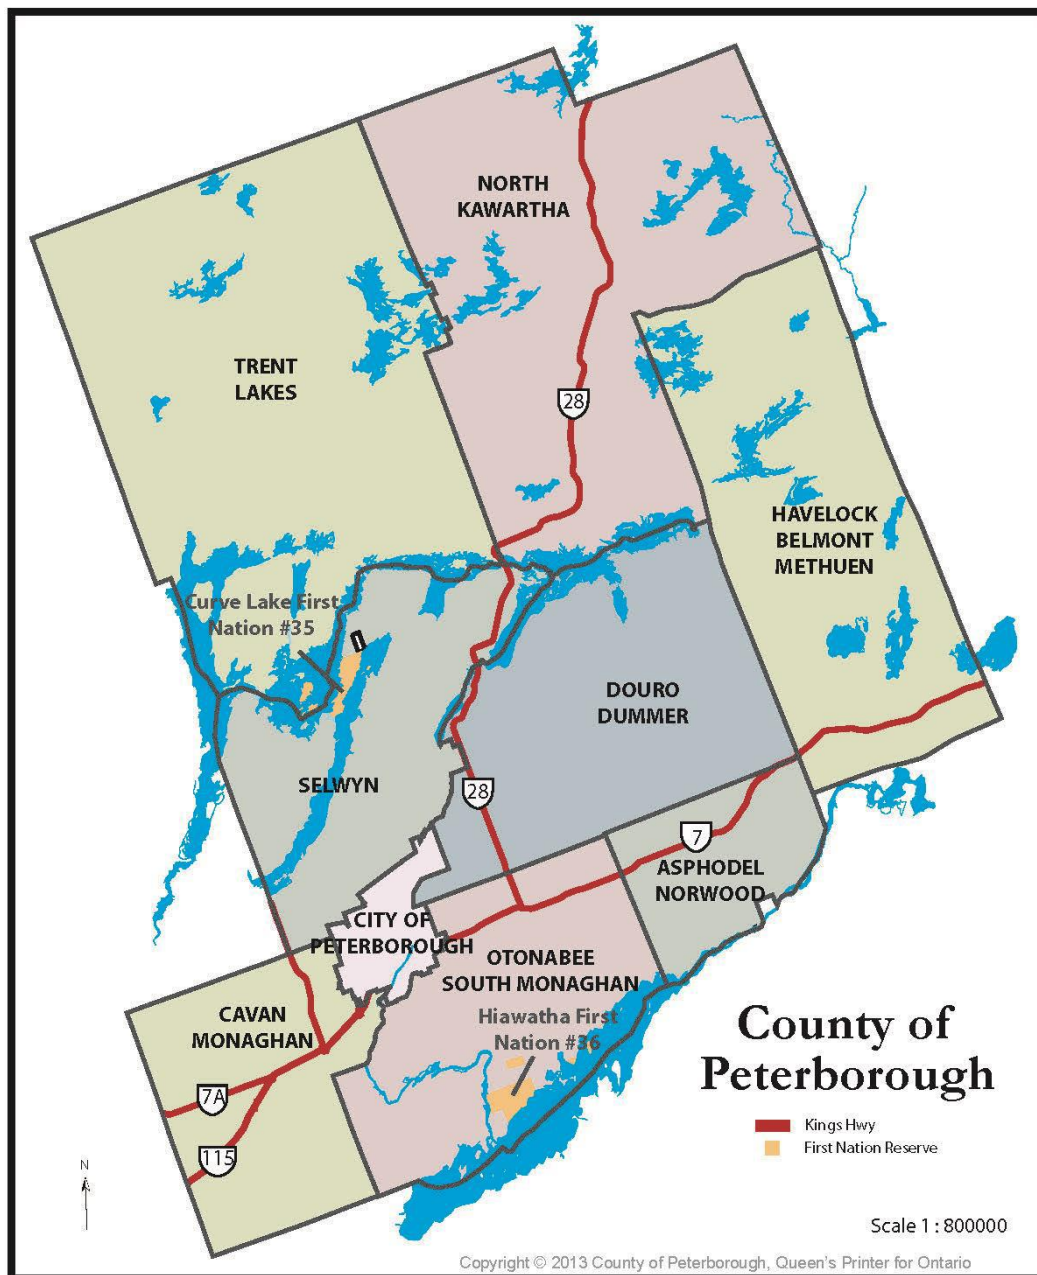 NORTH
KAWARTHA
TRENT
LAKES
28
HAVELOCK
BELMONT
METHUEN
Curve Lake First
Nation #35
DOURO
DUMMER
SELWYN
28
7
ASPHODEL
NORWOOD
CITY OF
PETERBOROUGH
OTONABEE
SOUTH MONAGHAN
CAVAN
MONAGHAN
Hiawatha First
Nation #36
7A
115
County of
Peterborough
Kings Hwy
First Nation Reserve
N
Scale 1 : 800000
Copyright © 2013 County of Peterborough, Queen's Printer for Ontario